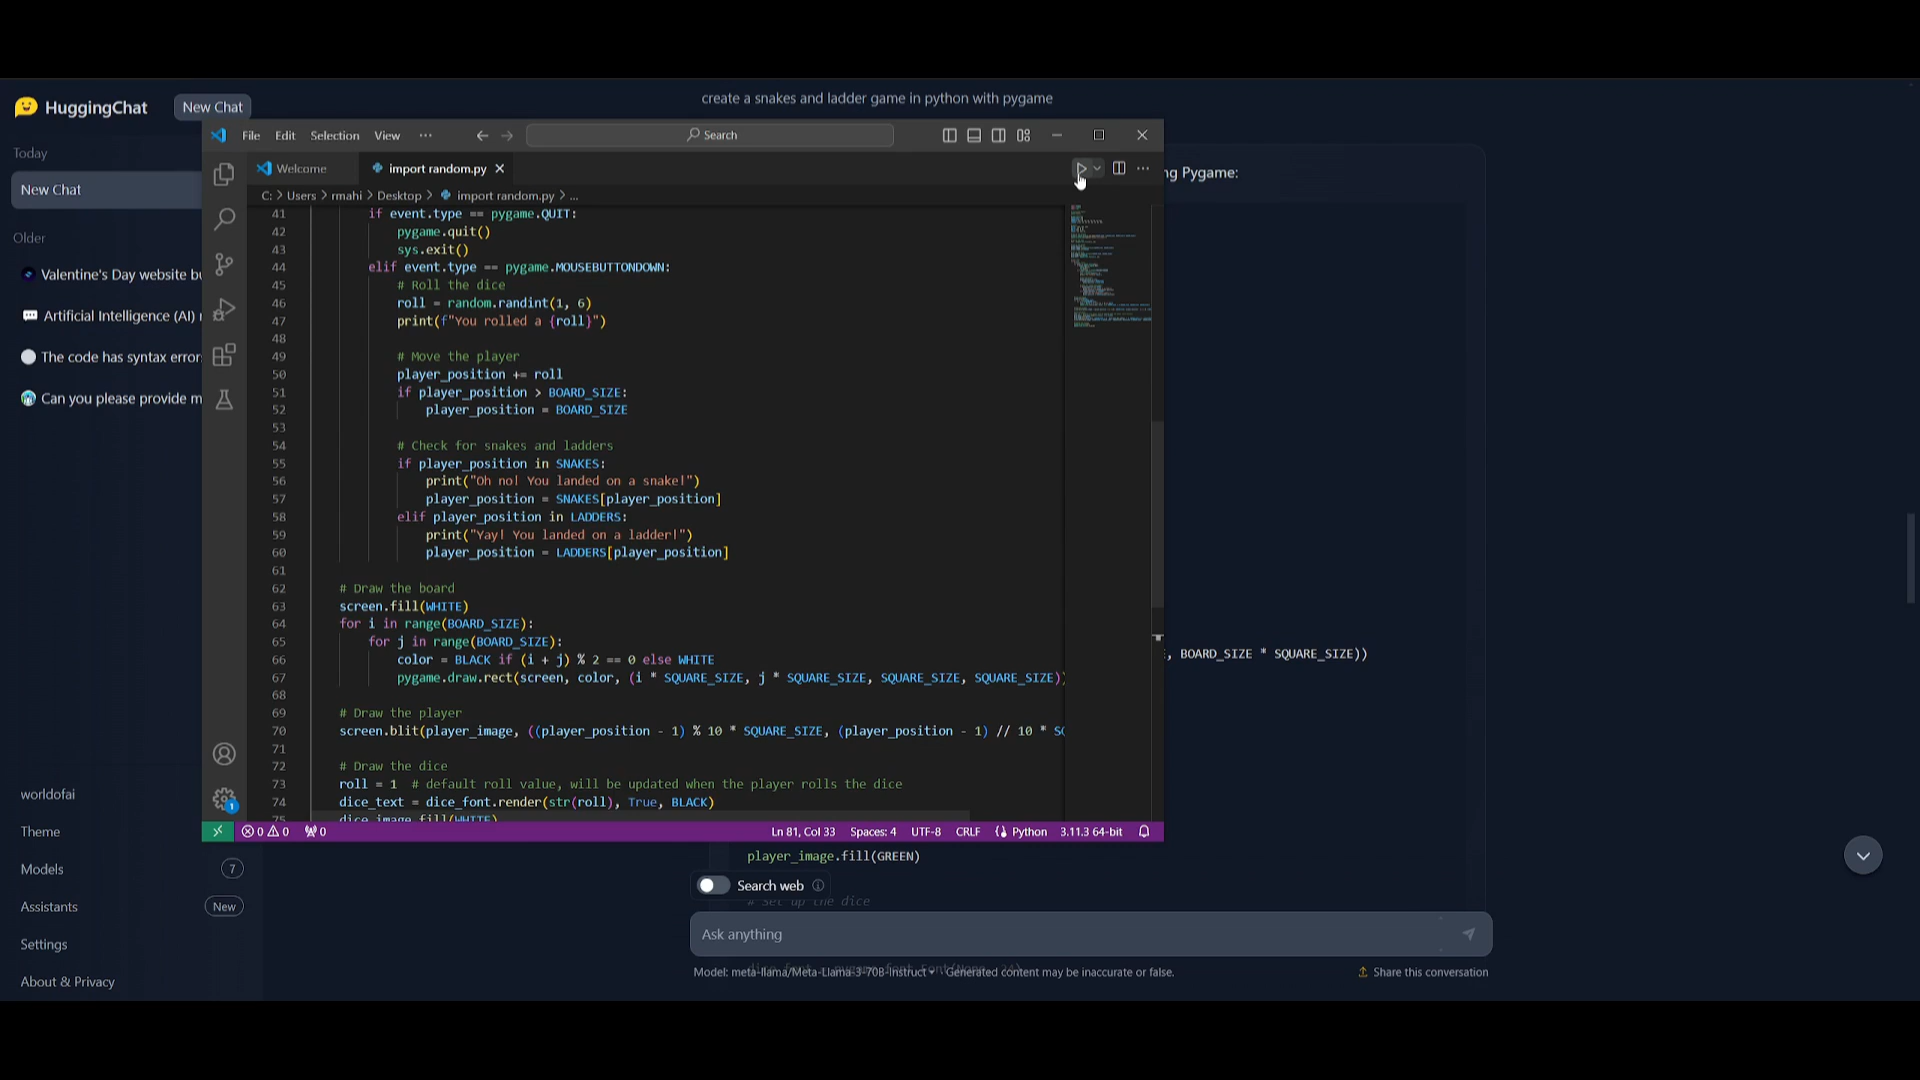 HuggingChat
New Chat
create a snakes and ladder game in python with pygame
File Edit Selection View ···
Search
Today
New Chat
Older
Valentine's Day website bu
Artificial Intelligence (AI) r
The code has syntax error
Can you please provide m
worldofai
Theme
Models 7
Assistants New
Settings
About & Privacy
Welcome
import random.py
ng Pygame:
C: > Users > rmahi > Desktop > import random.py > ...
41 if event.type == pygame.QUIT:
42 pygame.quit()
43 sys.exit()
44 elif event.type == pygame.MOUSEBUTTONDOWN:
45 # Roll the dice
46 roll = random.randint(1, 6)
47 print(f"You rolled a {roll}")
48
49 # Move the player
50 player_position += roll
51 if player_position > BOARD_SIZE:
52 player_position = BOARD_SIZE
53
54 # Check for snakes and ladders
55 if player_position in SNAKES:
56 print("Oh no! You landed on a snake!")
57 player_position = SNAKES[player_position]
58 elif player_position in LADDERS:
59 print("Yay! You landed on a ladder!")
60 player_position = LADDERS[player_position]
61
62 # Draw the board
63 screen.fill(WHITE)
64 for i in range(BOARD_SIZE):
65 for j in range(BOARD_SIZE):
66 color = BLACK if (i + j) % 2 == 0 else WHITE
67 pygame.draw.rect(screen, color, (i * SQUARE_SIZE, j * SQUARE_SIZE, SQUARE_SIZE, SQUARE_SIZE))
68
69 # Draw the player
70 screen.blit(player_image, ((player_position - 1) % 10 * SQUARE_SIZE, (player_position - 1) // 10 * SQ
71
72 # Draw the dice
73 roll = 1 # default roll value, will be updated when the player rolls the dice
74 dice_text = dice_font.render(str(roll), True, BLACK)
75 dice_image.fill(WHITE)
, BOARD_SIZE * SQUARE_SIZE))
0 0 0
Ln 81, Col 33 Spaces: 4 UTF-8 CRLF Python 3.11.3 64-bit
1
player_image.fill(GREEN)
Search web
# Set up the dice
Ask anything
Model: meta-llama/Meta-Llama-3-70B-Instruct · Generated content may be inaccurate or false.
Share this conversation